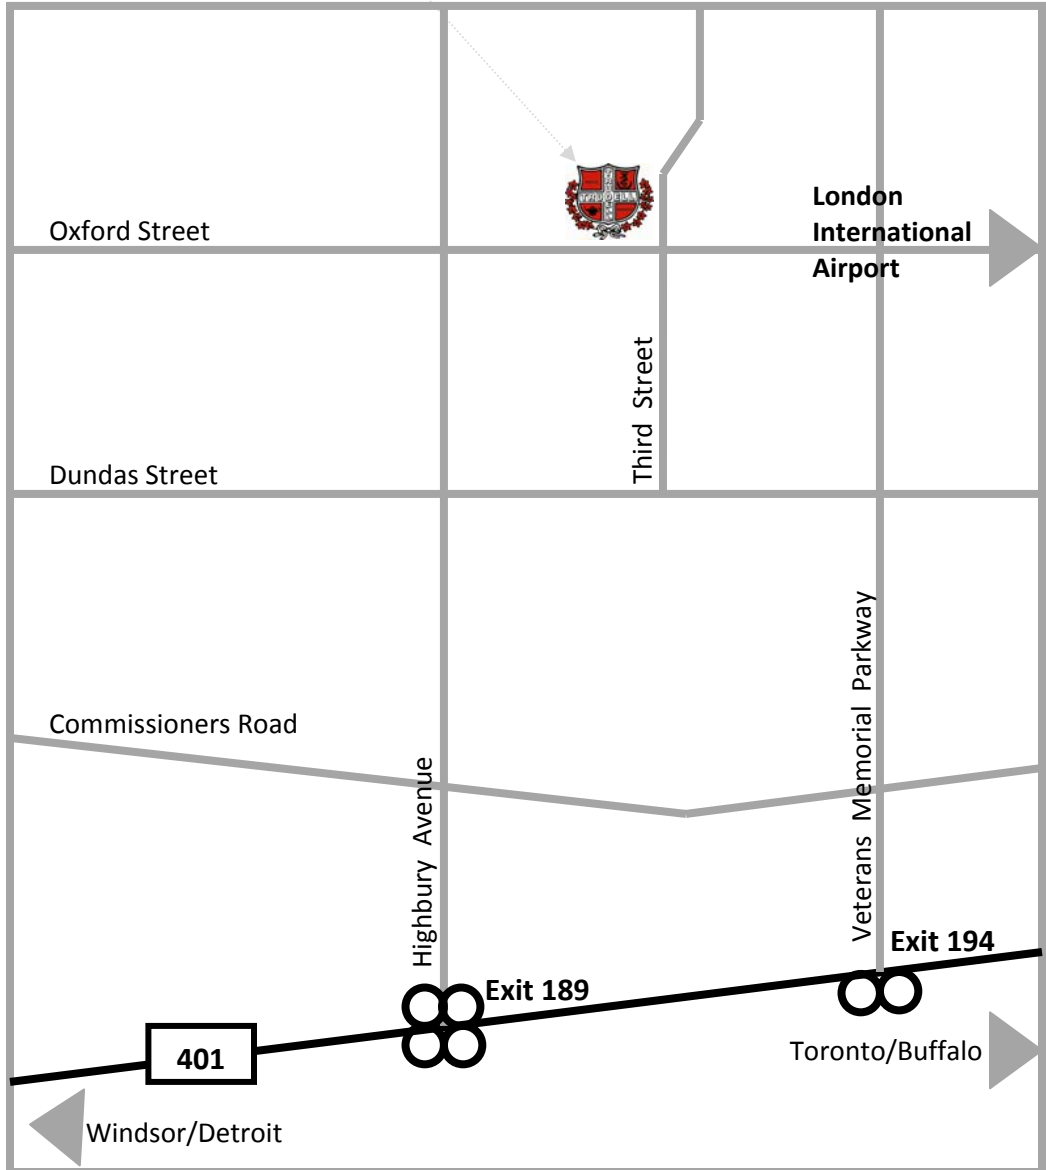 London
International
Airport
Oxford Street
TRUDELL
Third Street
Dundas Street
Veterans Memorial Parkway
Commissioners Road
Highbury Avenue
Exit 194
Exit 189
401
Toronto/Buffalo
Windsor/Detroit